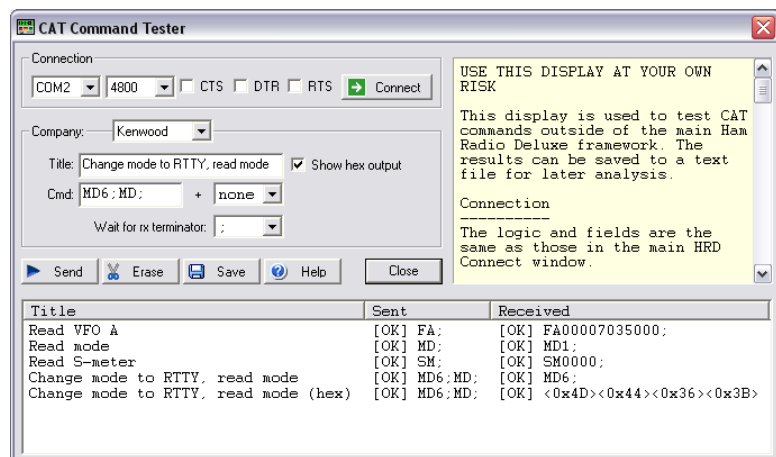 CAT Command Tester
Connection
COM2 4800 CTS DTR RTS Connect
Company: Kenwood
Title: Change mode to RTTY, read mode Show hex output
Cmd: MD6;MD; + none
Wait for rx terminator: ;
Send Erase Save Help Close
USE THIS DISPLAY AT YOUR OWN
RISK
This display is used to test CAT
commands outside of the main Ham
Radio Deluxe framework. The
results can be saved to a text
file for later analysis.
Connection
----------
The logic and fields are the
same as those in the main HRD
Connect window.
Title Sent Received
Read VFO A [OK] FA; [OK] FA00007035000;
Read mode [OK] MD; [OK] MD1;
Read S-meter [OK] SM; [OK] SM0000;
Change mode to RTTY, read mode [OK] MD6;MD; [OK] MD6;
Change mode to RTTY, read mode (hex) [OK] MD6;MD; [OK] <0x4D><0x44><0x36><0x3B>